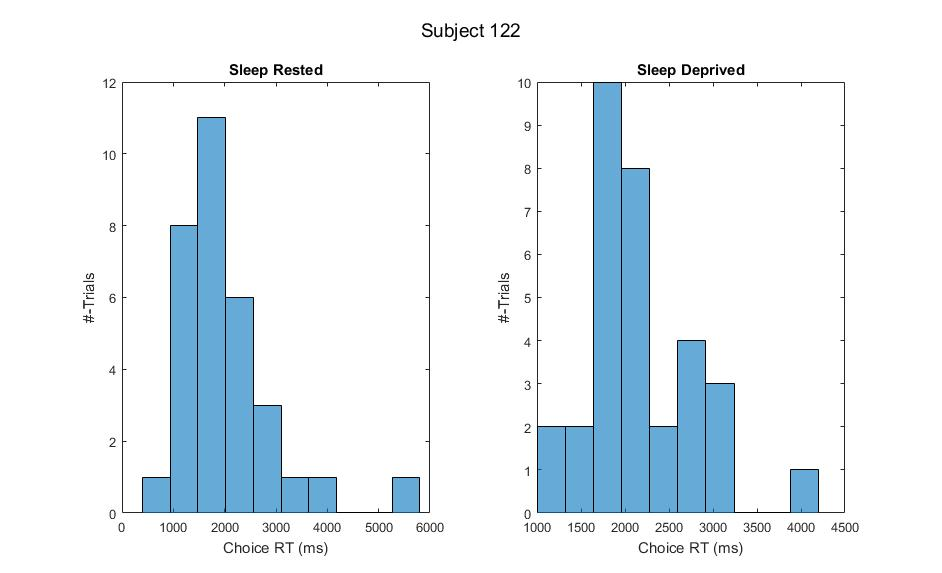 Subject 122
Sleep Rested
12
10
8
6
4
2
0
#-Trials
0 1000 2000 3000 4000 5000 6000
Choice RT (ms)
Sleep Deprived
10
9
8
7
6
5
4
3
2
1
0
#-Trials
1000 1500 2000 2500 3000 3500 4000 4500
Choice RT (ms)